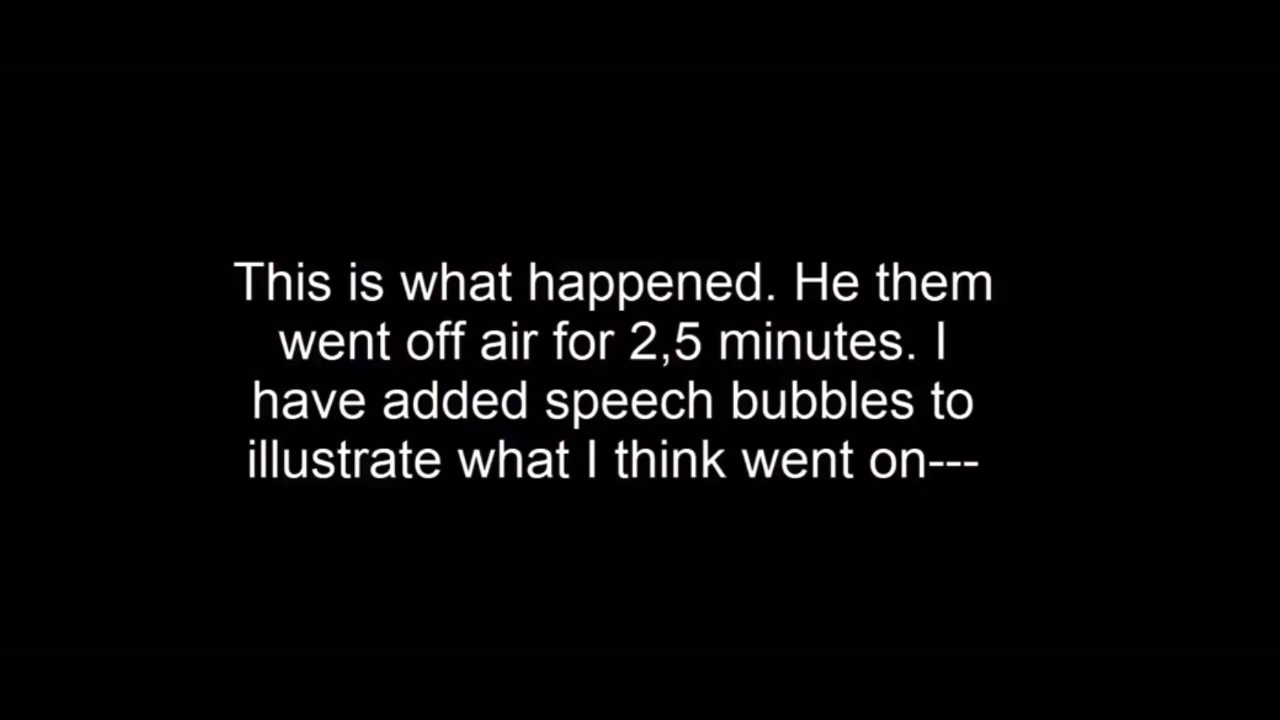 This is what happened. He them
went off air for 2,5 minutes. I
have added speech bubbles to
illustrate what I think went on---